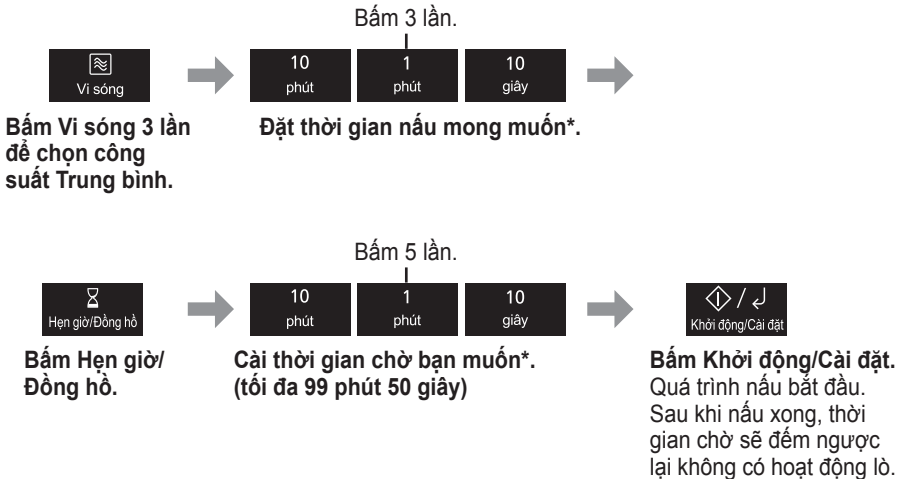 Bấm 3 lần.
Vi sóng
10
phút
1
phút
10
giây
Bấm Vi sóng 3 lần
để chọn công
suất Trung bình.
Đặt thời gian nấu mong muốn*.
Bấm 5 lần.
Hẹn giờ/Đồng hồ
10
phút
1
phút
10
giây
Khởi động/Cài đặt
Bấm Hẹn giờ/
Đồng hồ.
Cài thời gian chờ bạn muốn*.
(tối đa 99 phút 50 giây)
Bấm Khởi động/Cài đặt.
Quá trình nấu bắt đầu.
Sau khi nấu xong, thời
gian chờ sẽ đếm ngược
lại không có hoạt động lò.